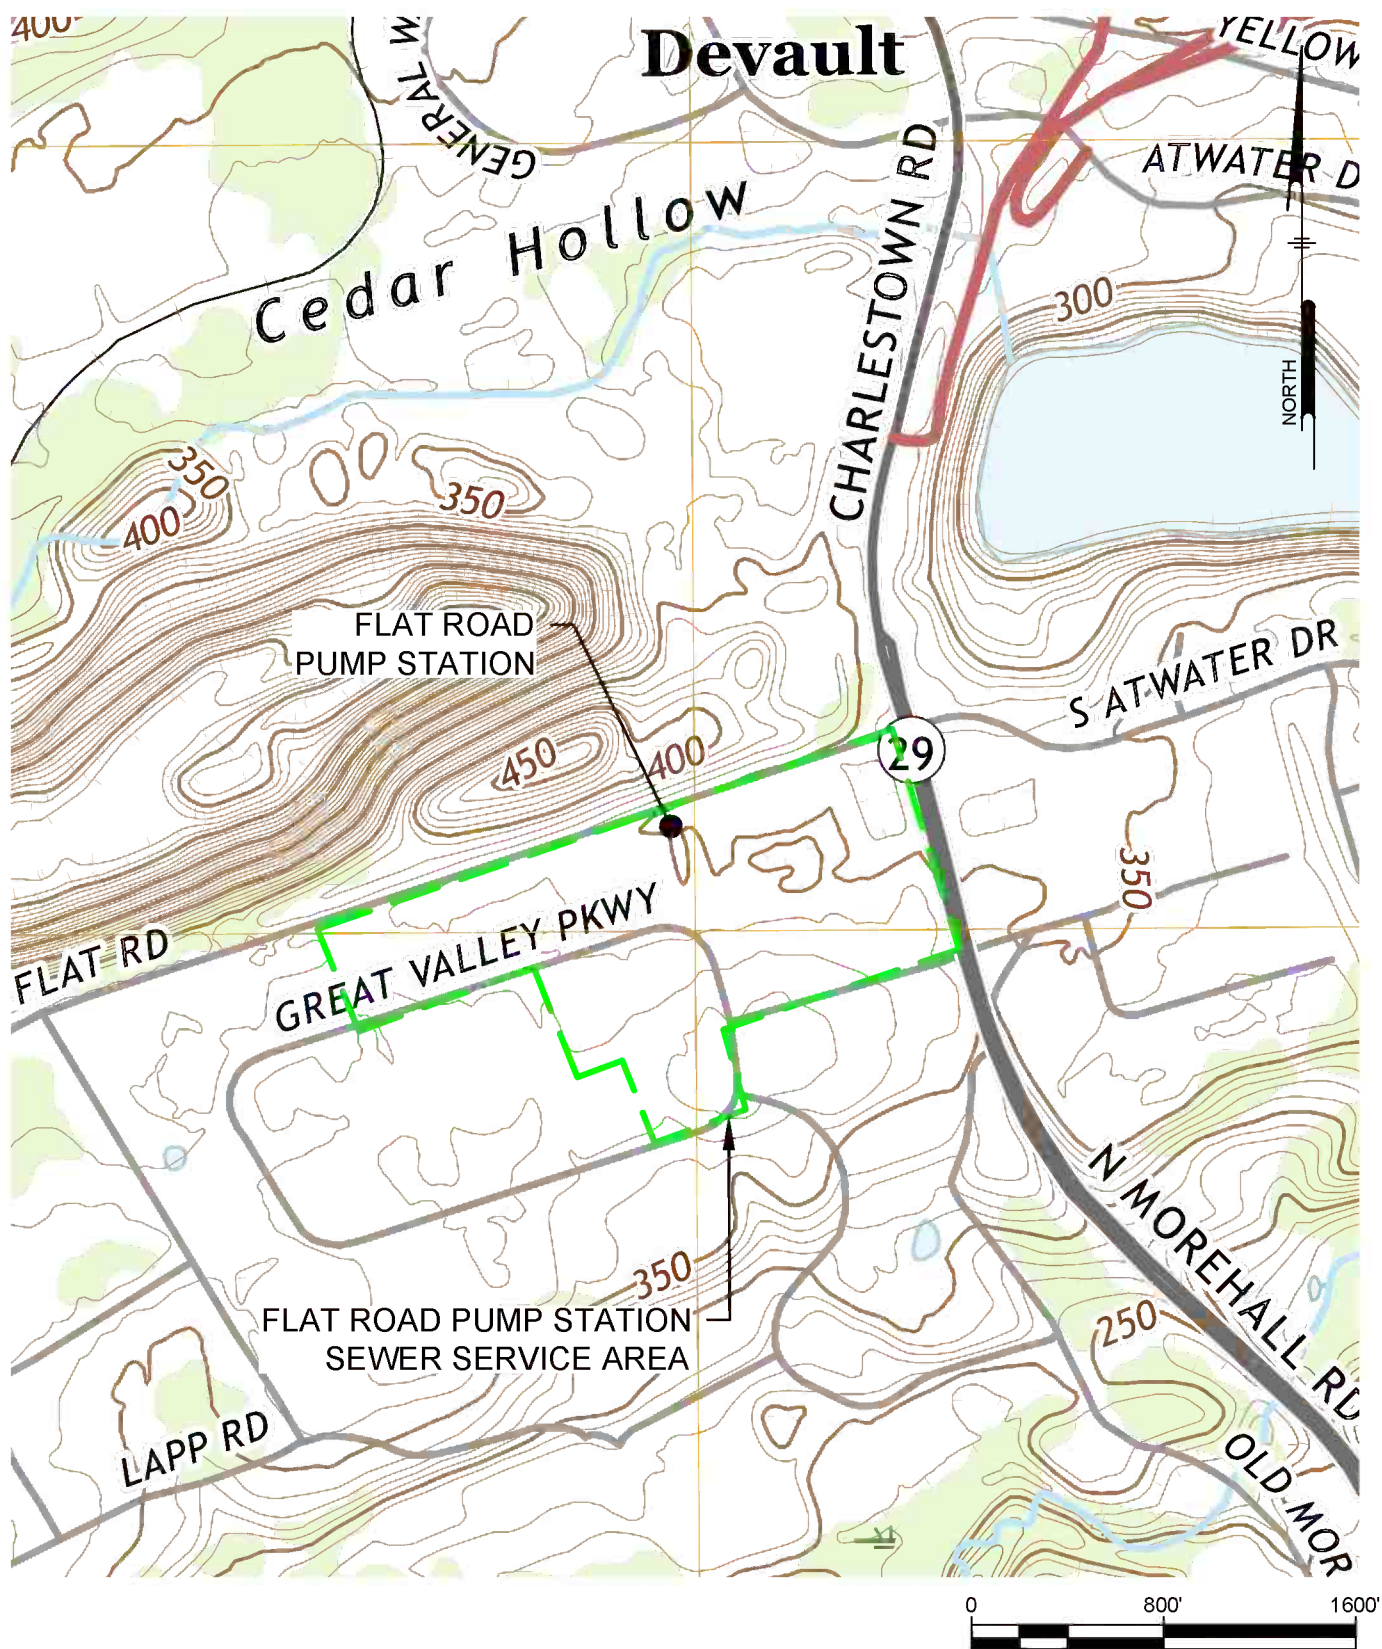 400
GENERAL W
Devault
YELLOW
ATWATER D
Cedar Hollow
CHARLESTOWN RD
300
NORTH
350
400
350
FLAT ROAD
PUMP STATION
S ATWATER DR
29
450
400
350
FLAT RD
GREAT VALLEY PKWY
N MOREHALL RD
350
FLAT ROAD PUMP STATION
SEWER SERVICE AREA
250
LAPP RD
OLD MOR
0 800' 1600'